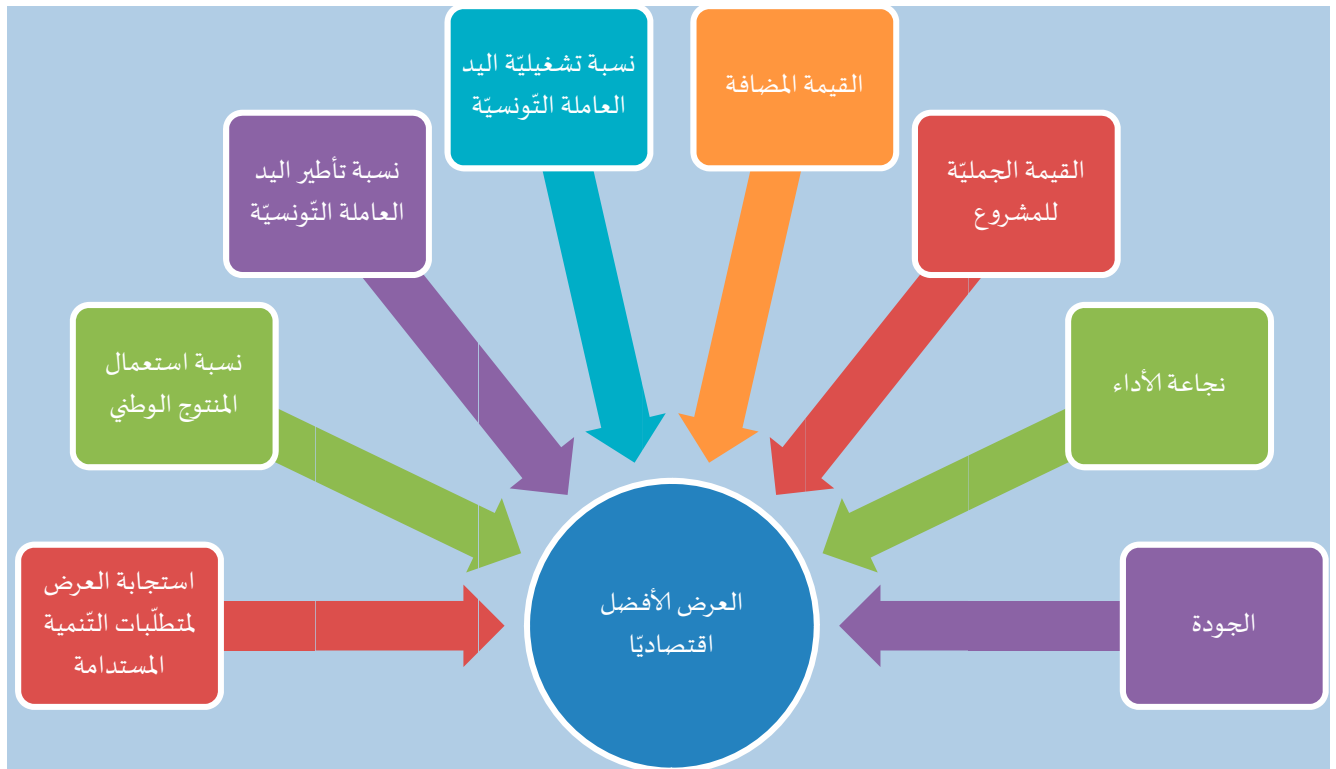 الجودة
نجاعة الأداء
القيمة الجمليّة
للمشروع
القيمة المضافة
نسبة تشغيليّة اليد
العاملة التّونسيّة
نسبة تأطير اليد
العاملة التّونسيّة
نسبة استعمال
المنتوج الوطني
استجابة العرض
لمتطلّبات التّنمية
المستدامة
العرض الأفضل
اقتصاديّا